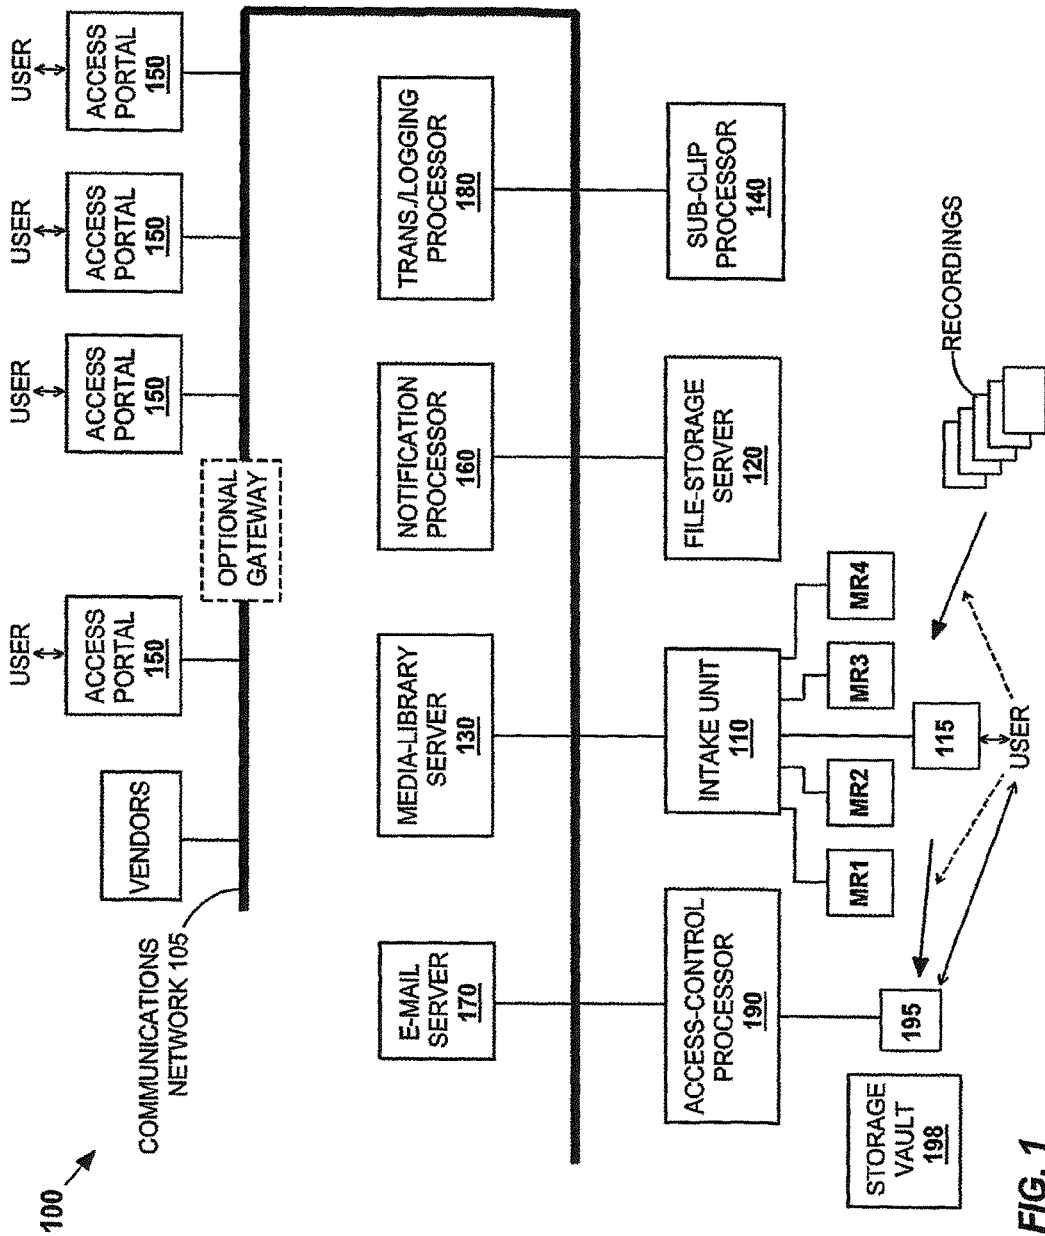 100
COMMUNICATIONS
NETWORK 105
VENDORS
USER
ACCESS
PORTAL
150
OPTIONAL
GATEWAY
USER
ACCESS
PORTAL
150
USER
ACCESS
PORTAL
150
USER
ACCESS
PORTAL
150
E-MAIL
SERVER
170
MEDIA-LIBRARY
SERVER
130
NOTIFICATION
PROCESSOR
160
TRANS./LOGGING
PROCESSOR
180
ACCESS-CONTROL
PROCESSOR
190
INTAKE UNIT
110
FILE-STORAGE
SERVER
120
SUB-CLIP
PROCESSOR
140
MR1
MR2
MR3
MR4
STORAGE
VAULT
198
195
115
RECORDINGS
USER
FIG. 1